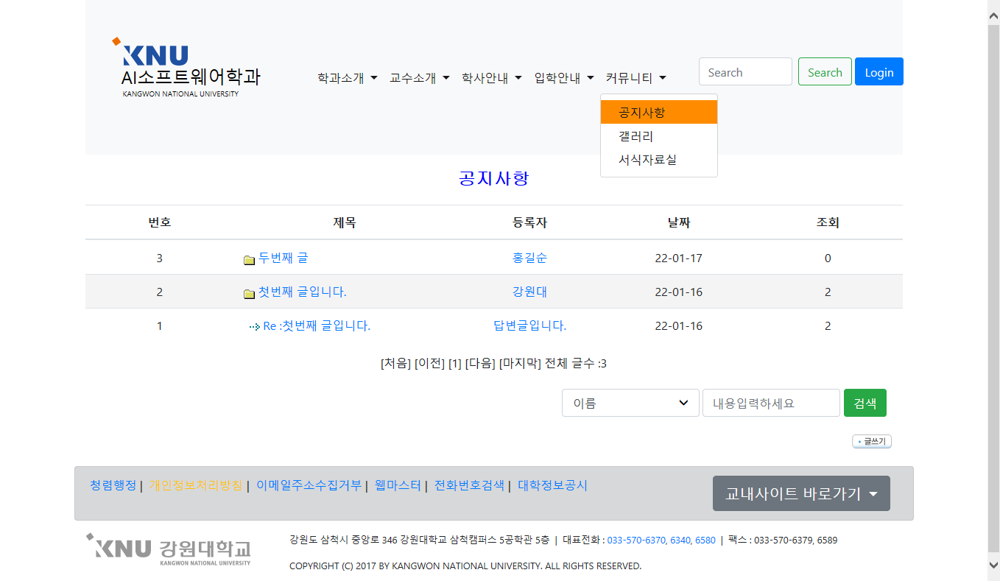 KNU
AI소프트웨어학과
KANGWON NATIONAL UNIVERSITY
학과소개 교수소개 학사안내 입학안내 커뮤니티 Search Search Login
공지사항
갤러리
서식자료실
공지사항
번호 제목 등록자 날짜 조회
3 두번째 글 홍길순 22-01-17 0
2 첫번째 글입니다. 강원대 22-01-16 2
1 Re :첫번째 글입니다. 답변글입니다. 22-01-16 2
[처음] [이전] [1] [다음] [마지막] 전체 글수 :3
이름 내용입력하세요 검색
글쓰기
청렴행정 | 개인정보처리방침 | 이메일주소수집거부 | 웹마스터 | 전화번호검색 | 대학정보공시
교내사이트 바로가기
KNU 강원대학교
KANGWON NATIONAL UNIVERSITY
강원도 삼척시 중앙로 346 강원대학교 삼척캠퍼스 5공학관 5층 | 대표전화 : 033-570-6370, 6340, 6580 | 팩스 : 033-570-6379, 6589
COPYRIGHT (C) 2017 BY KANGWON NATIONAL UNIVERSITY. ALL RIGHTS RESERVED.